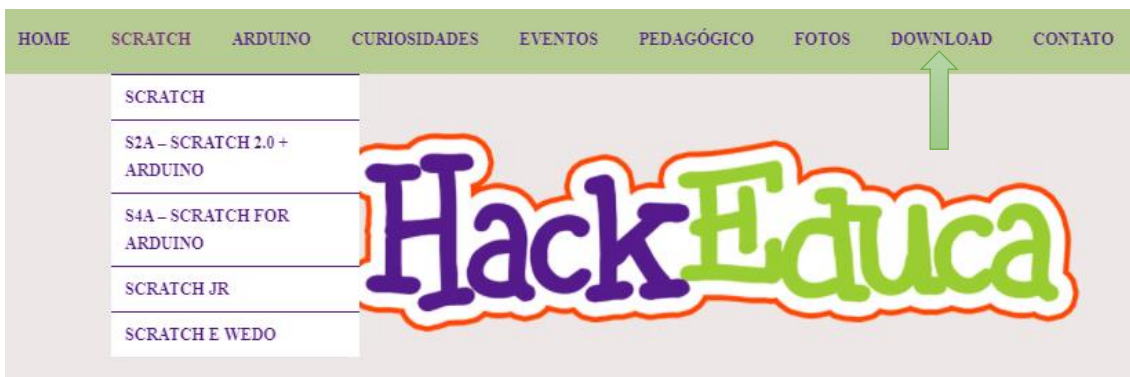 HOME SCRATCH ARDUINO CURIOSIDADES EVENTOS PEDAGÓGICO FOTOS DOWNLOAD CONTATO
SCRATCH
S2A – SCRATCH 2.0 +
ARDUINO
S4A – SCRATCH FOR
ARDUINO
SCRATCH JR
SCRATCH E WEDO
HackEduca